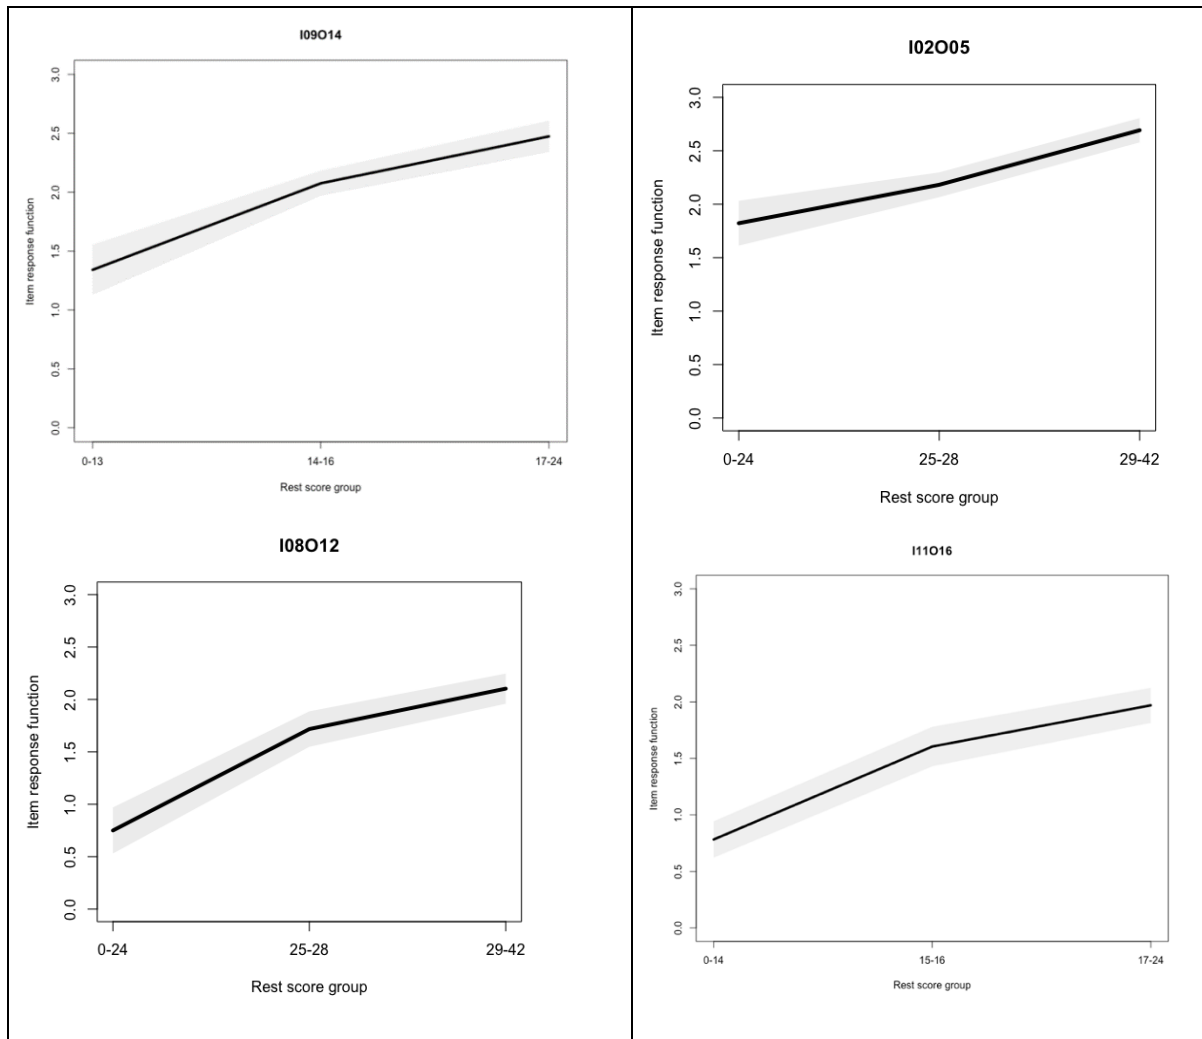 I09O14
3.0
2.5
2.0
1.5
1.0
0.5
0.0
Item response function
0-13 14-16 17-24
Rest score group
I02O05
3.0
2.5
2.0
1.5
1.0
0.5
0.0
Item response function
0-24 25-28 29-42
Rest score group
I08O12
3.0
2.5
2.0
1.5
1.0
0.5
0.0
Item response function
0-24 25-28 29-42
Rest score group
I11O16
3.0
2.5
2.0
1.5
1.0
0.5
0.0
Item response function
0-14 15-16 17-24
Rest score group